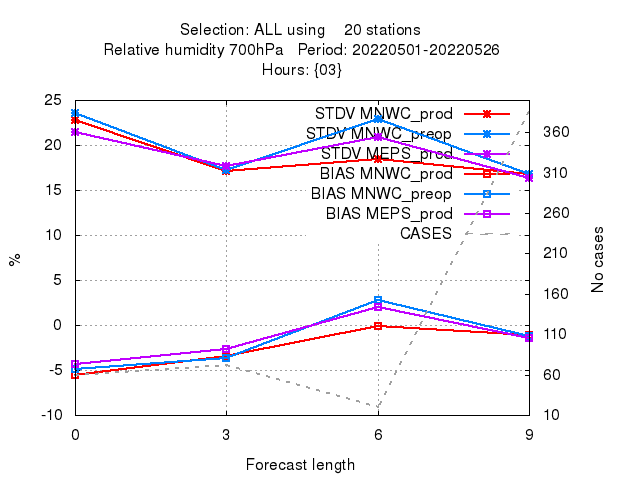 Selection: ALL using 20 stations
Relative humidity 700hPa Period: 20220501-20220526
Hours: {03}
25
20
15
10
5
0
-5
-10
%
STDV MNWC_prod
STDV MNWC_preop
STDV MEPS_prod
BIAS MNWC_prod
BIAS MNWC_preop
BIAS MEPS_prod
CASES
360
310
260
210
160
110
60
10
No cases
0 3 6 9
Forecast length